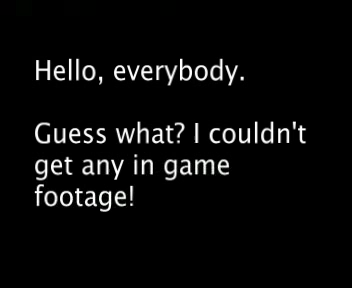 Hello, everybody.
Guess what? I couldn't
get any in game
footage!